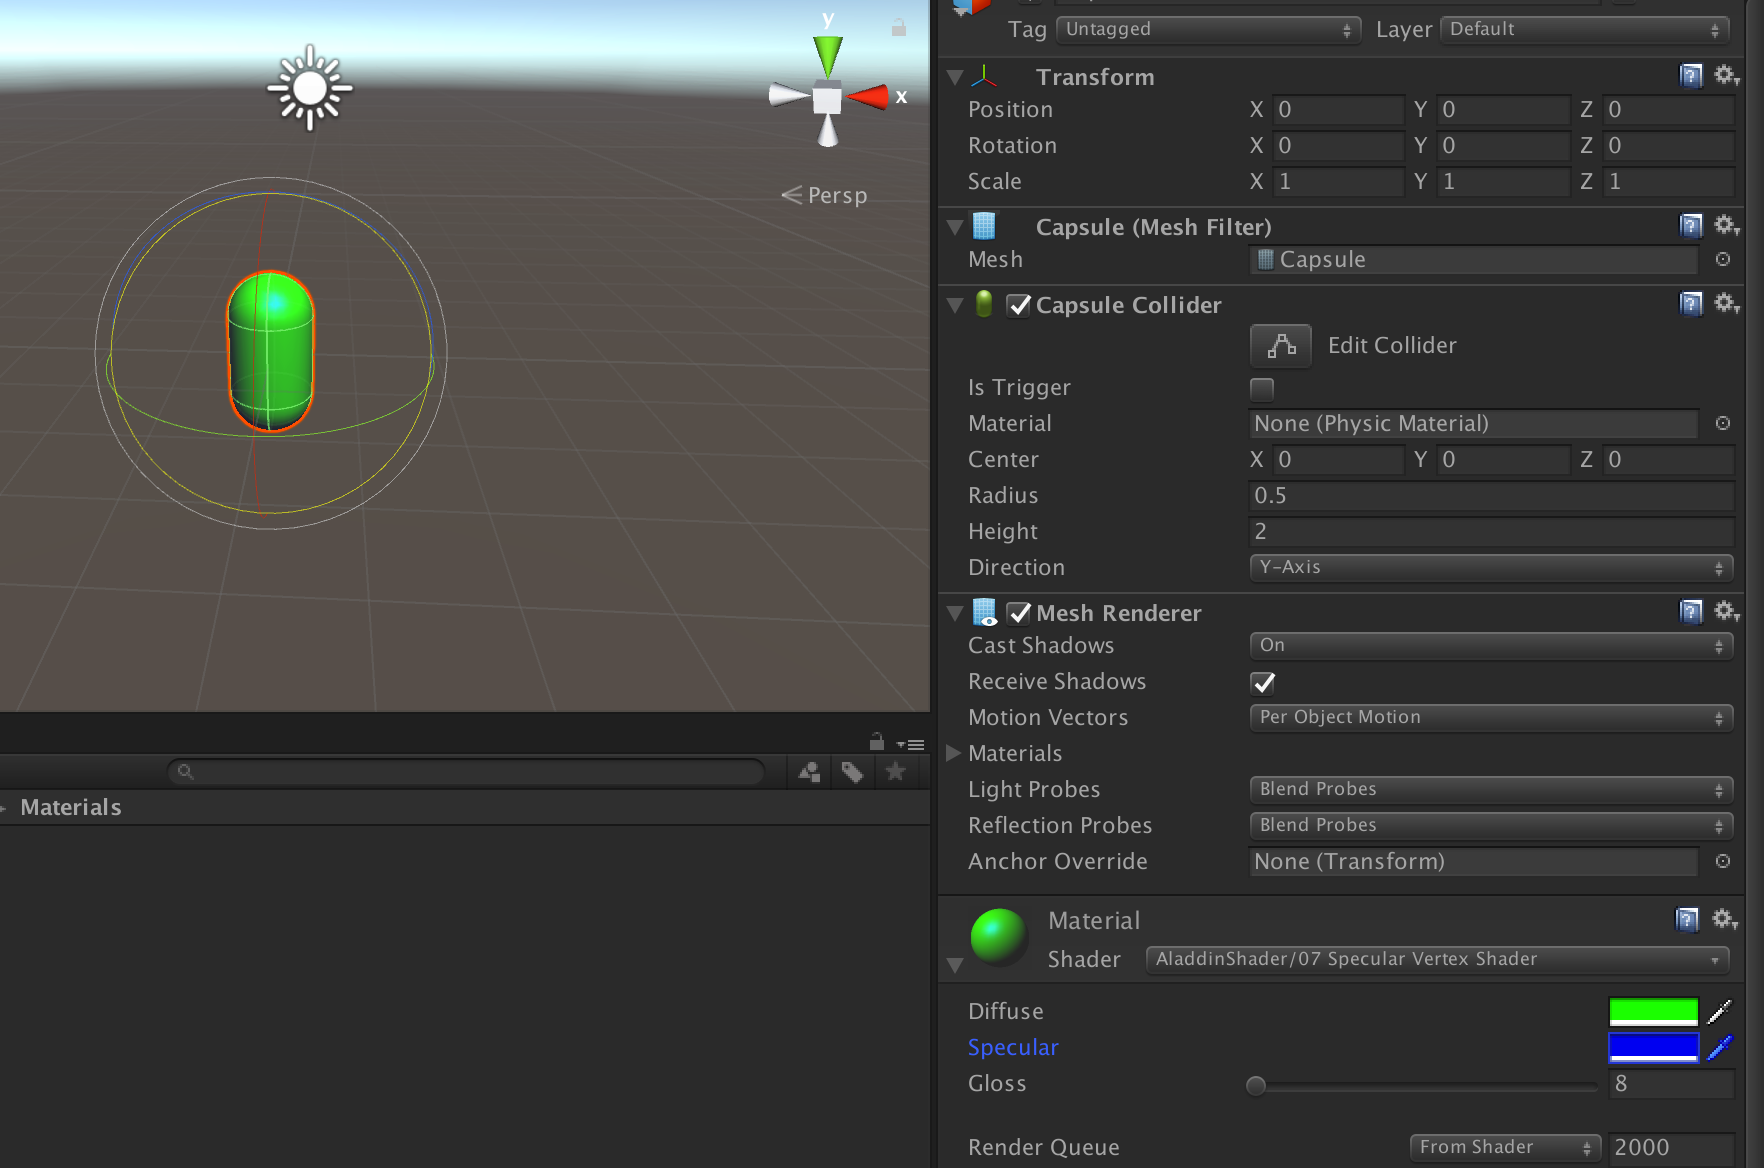 y
x
Persp
Materials
Tag Untagged Layer Default
Transform
Position X 0 Y 0 Z 0
Rotation X 0 Y 0 Z 0
Scale X 1 Y 1 Z 1
Capsule (Mesh Filter)
Mesh Capsule
Capsule Collider
Edit Collider
Is Trigger
Material None (Physic Material)
Center X 0 Y 0 Z 0
Radius 0.5
Height 2
Direction Y-Axis
Mesh Renderer
Cast Shadows On
Receive Shadows
Motion Vectors Per Object Motion
Materials
Light Probes Blend Probes
Reflection Probes Blend Probes
Anchor Override None (Transform)
Material
Shader AladdinShader/07 Specular Vertex Shader
Diffuse
Specular
Gloss 8
Render Queue From Shader 2000